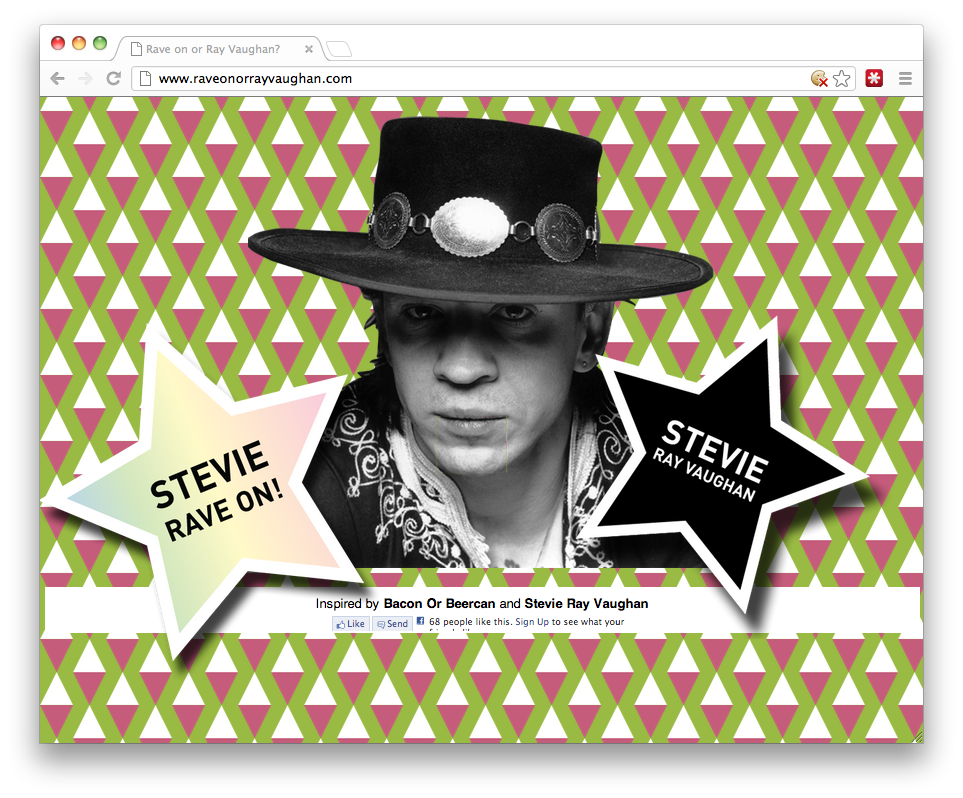 Rave on or Ray Vaughan?
www.raveonorrayvaughan.com
STEVIE
RAVE ON!
STEVIE
RAY VAUGHAN
Inspired by Bacon Or Beercan and Stevie Ray Vaughan
Like
Send
68 people like this. Sign Up to see what your